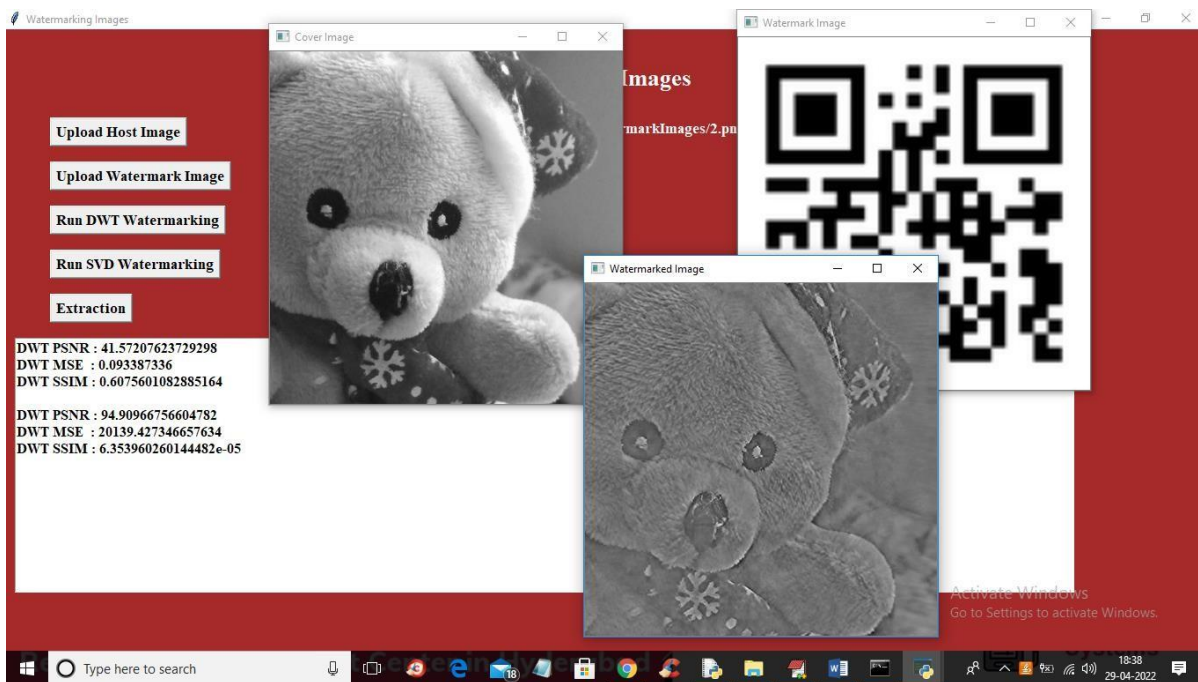 Watermarking Images
Cover Image
Watermark Image
Images
markImages/2.pn
Upload Host Image
Upload Watermark Image
Run DWT Watermarking
Run SVD Watermarking
Extraction
Watermarked Image
DWT PSNR : 41.57207623729298
DWT MSE : 0.093387336
DWT SSIM : 0.6075601082885164
DWT PSNR : 94.90966756604782
DWT MSE : 20139.427346657634
DWT SSIM : 6.353960260144482e-05
Activate Windows
Go to Settings to activate Windows.
Type here to search
18
18:38
29-04-2022